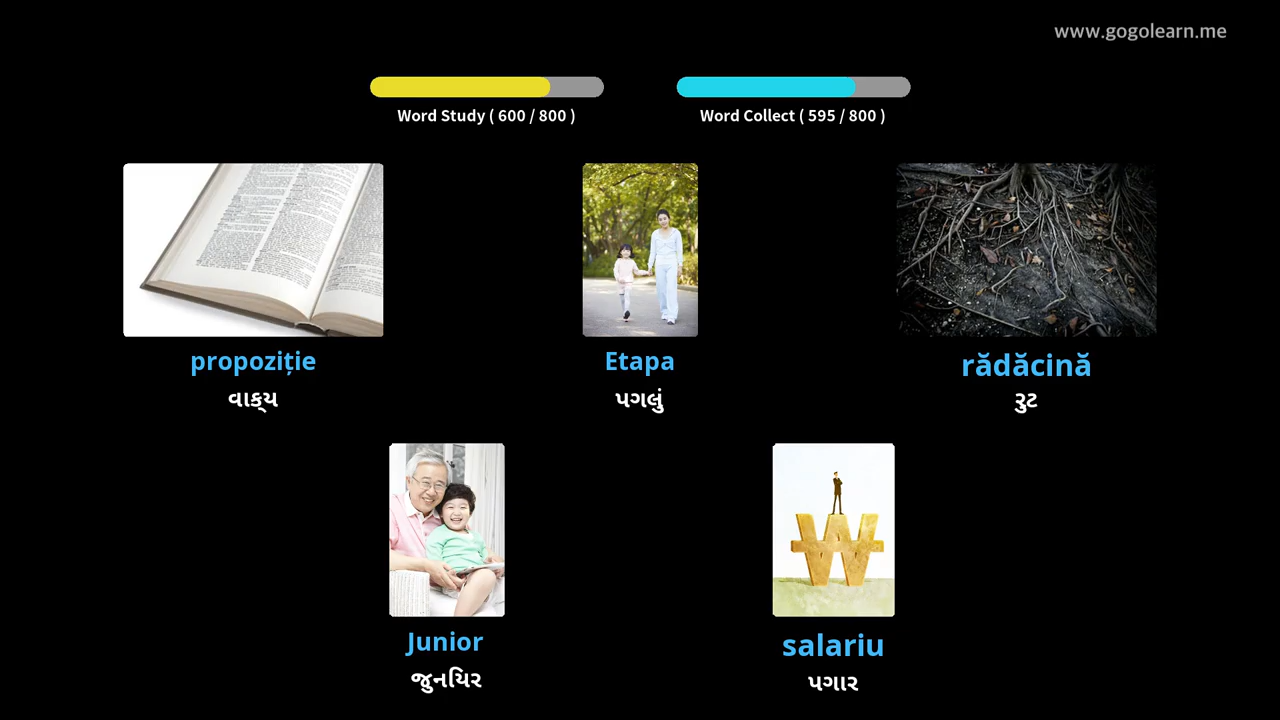 www.gogolearn.me
Word Study ( 600 / 800 )
Word Collect ( 595 / 800 )
propoziție
વાક્ય
Etapa
પગલું
rădăcină
રુટ
Junior
જુનિયર
salariu
પગાર